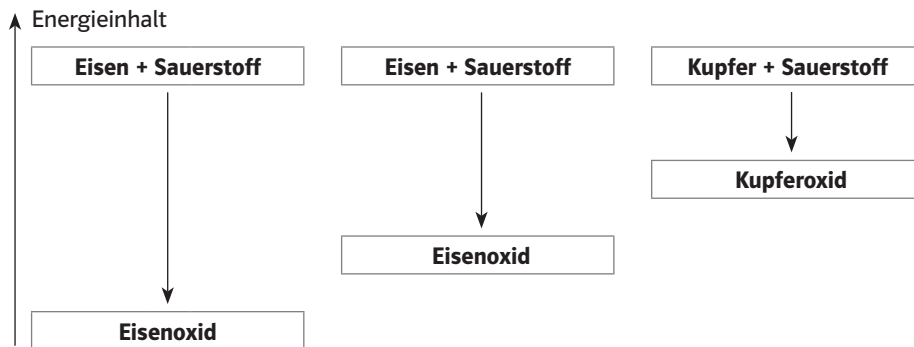 Energieinhalt
Eisen + Sauerstoff
Eisen + Sauerstoff
Kupfer + Sauerstoff
Kupferoxid
Eisenoxid
Eisenoxid